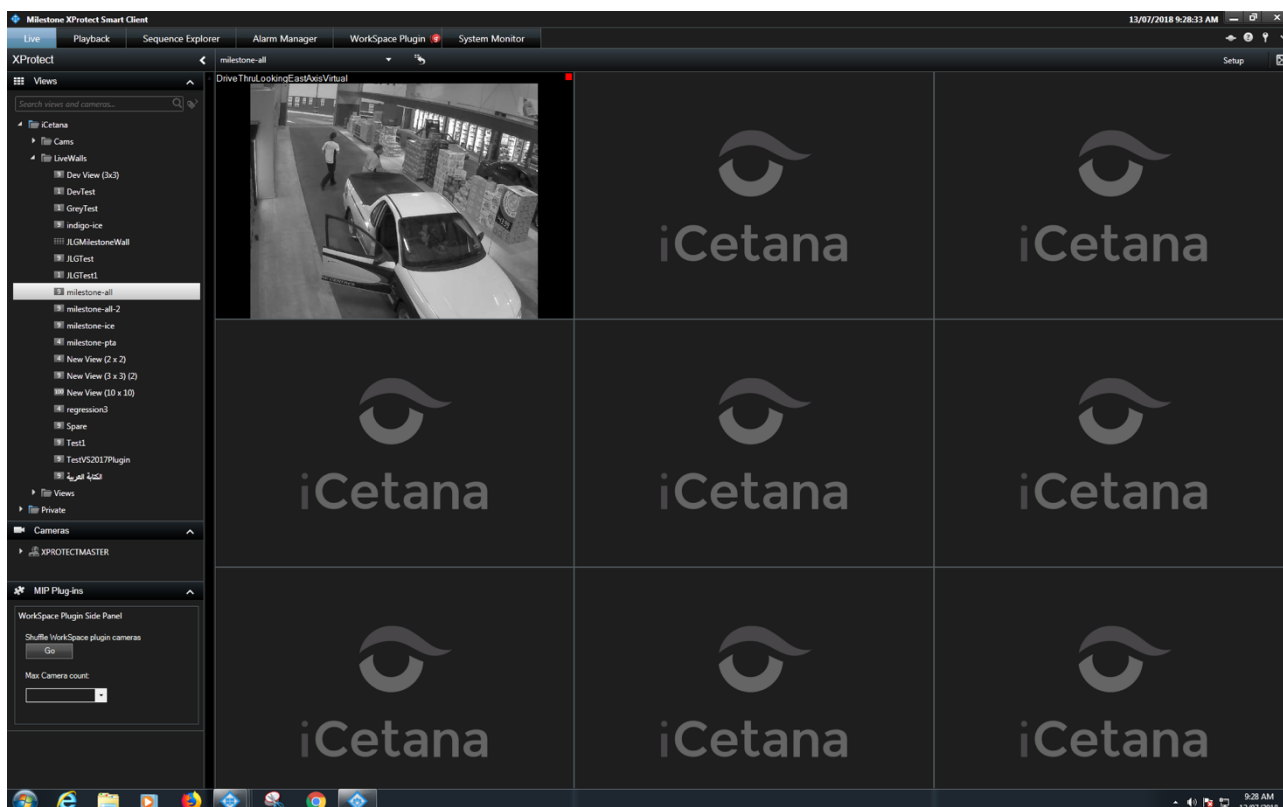 Milestone XProtect Smart Client
13/07/2018 9:28:33 AM
Live
Playback
Sequence Explorer
Alarm Manager
WorkSpace Plugin
System Monitor
XProtect
milestone-all
Setup
Views
Search views and cameras...
iCetana
Cams
LiveWalls
Dev View (3x3)
DevTest
GreyTest
indigo-ice
JLGMilestoneWall
JLGTest
JLGTest1
milestone-all
milestone-all-2
milestone-ice
milestone-pta
New View (2 x 2)
New View (3 x 3) (2)
New View (10 x 10)
regression3
Spare
Test1
TestVS2017Plugin
الكتابة العربية
Views
Private
Cameras
XPROTECTMASTER
MIP Plug-ins
WorkSpace Plugin Side Panel
Shuffle WorkSpace plugin cameras
Go
Max Camera count:
DriveThruLookingEastAxisVirtual
iCetana
iCetana
iCetana
iCetana
iCetana
iCetana
iCetana
iCetana
9:28 AM